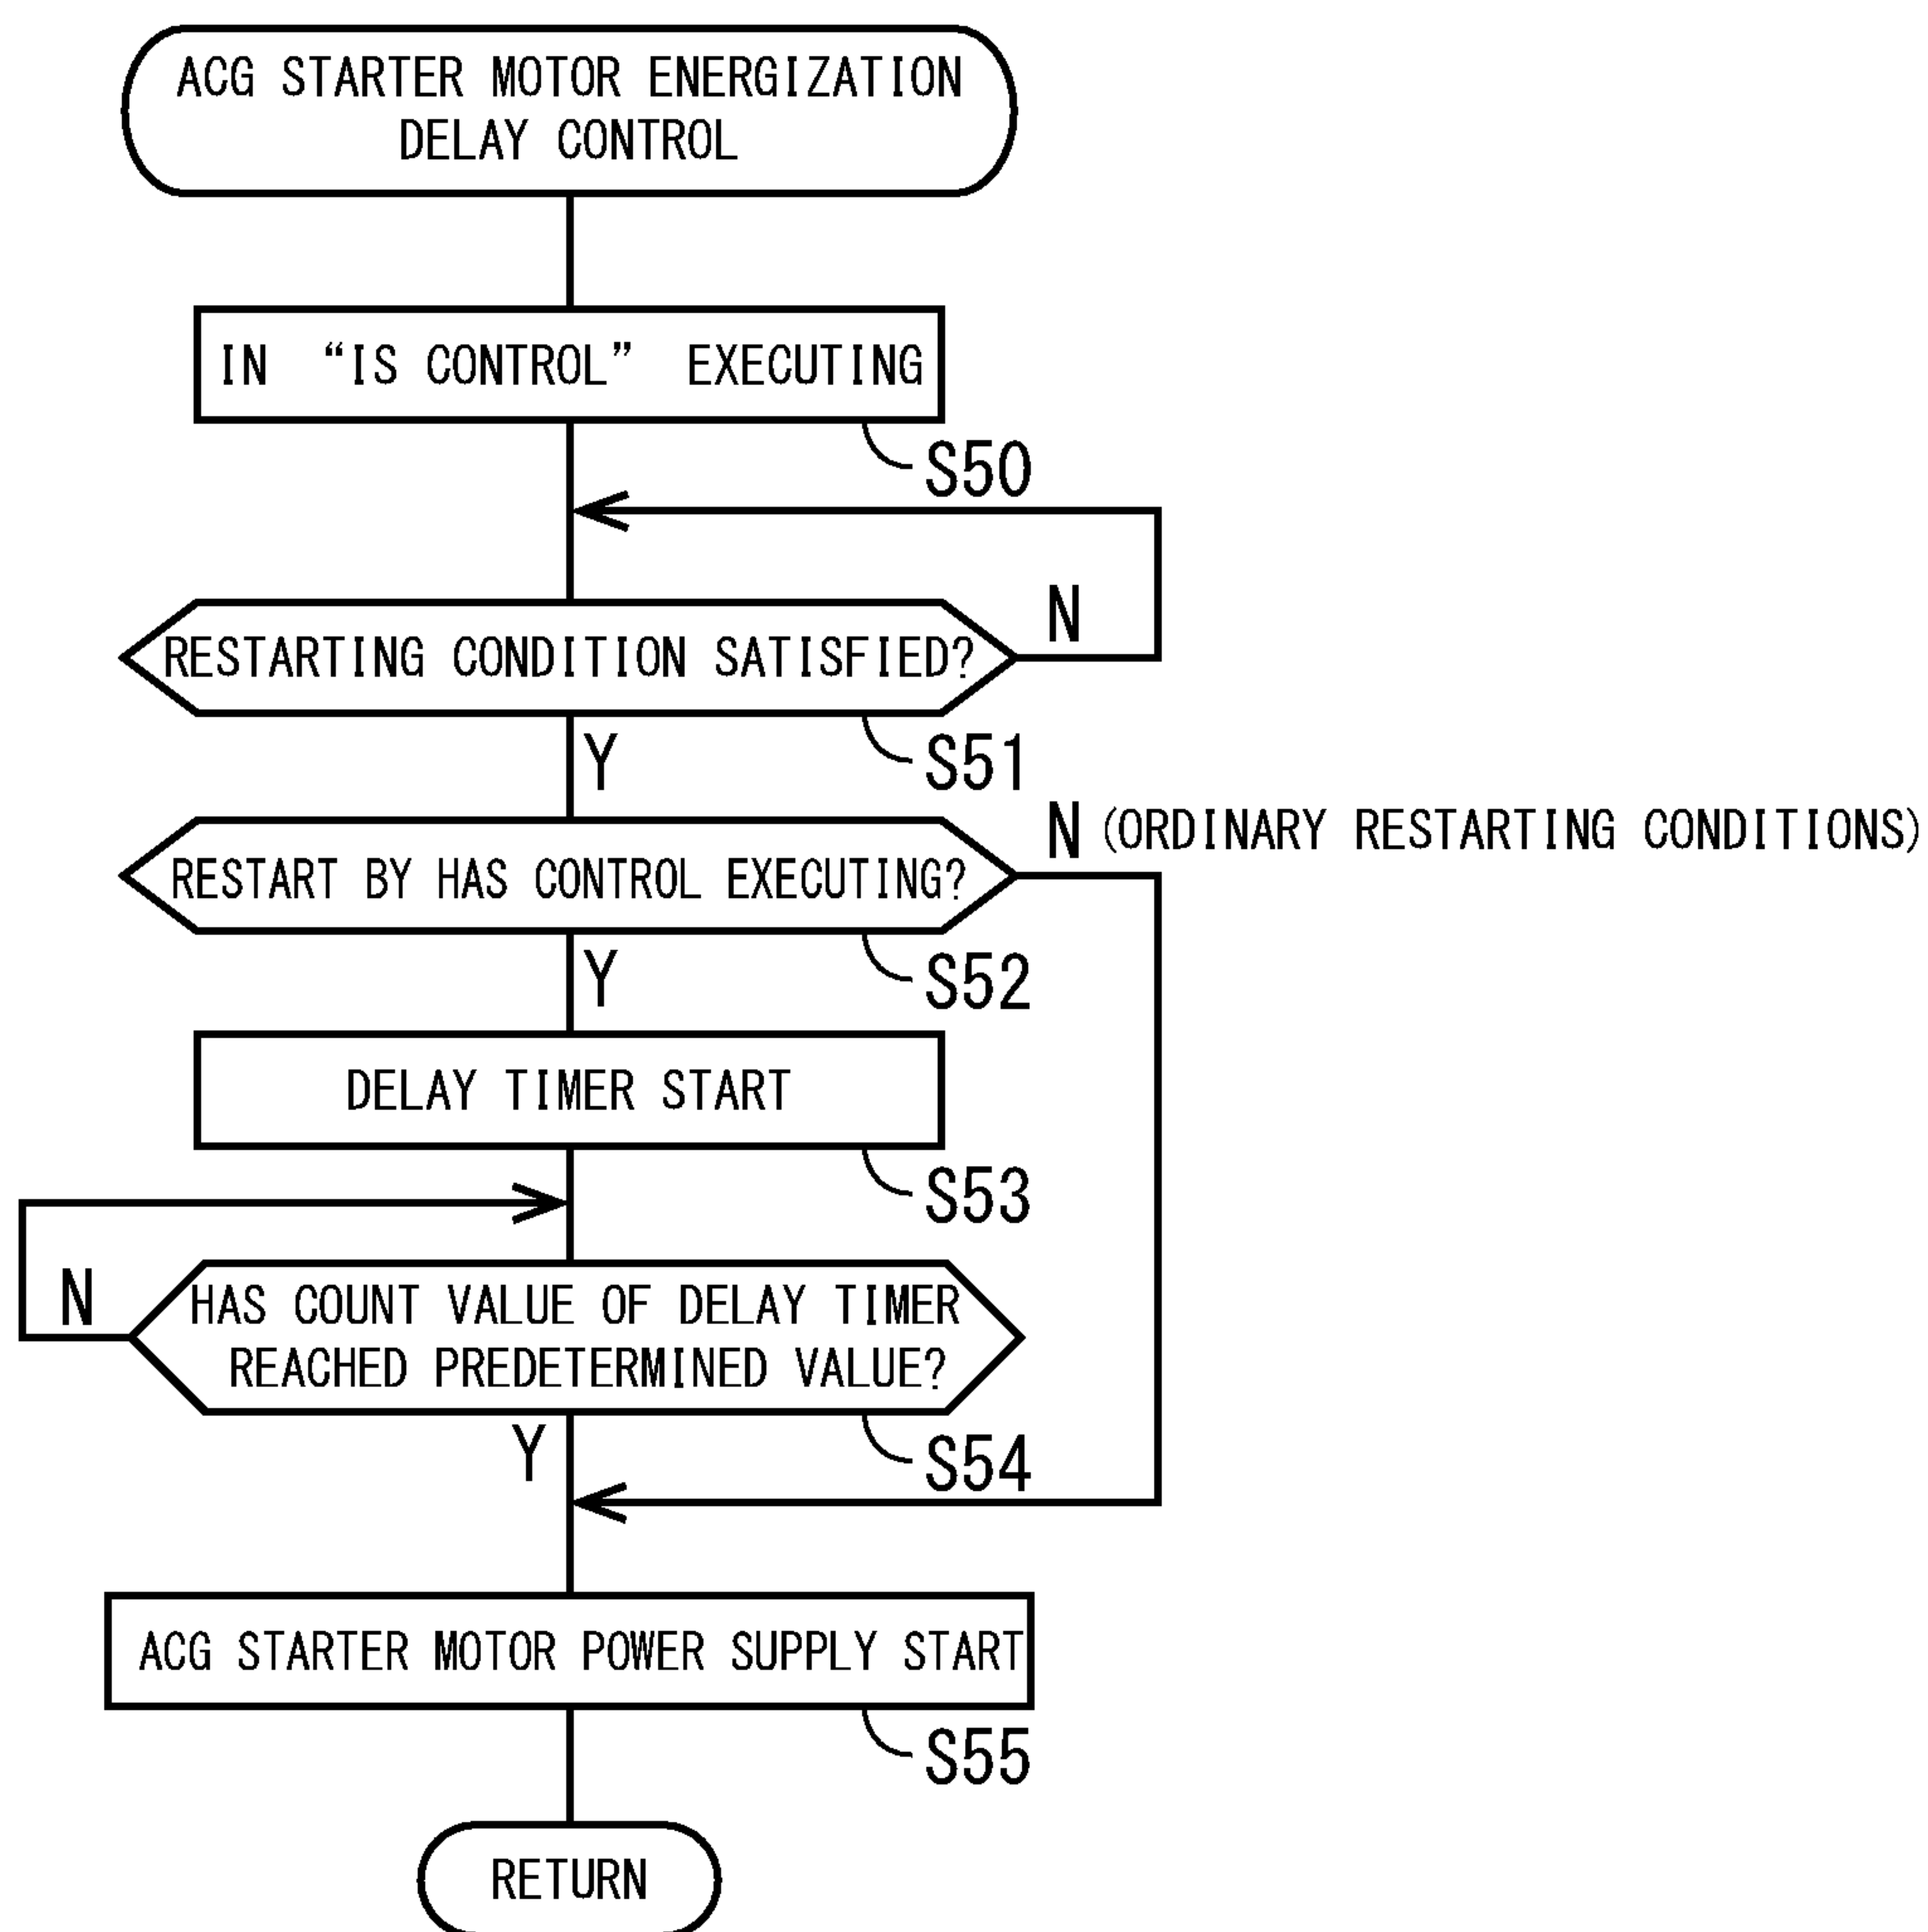 ACG STARTER MOTOR ENERGIZATION
DELAY CONTROL
IN “IS CONTROL” EXECUTING
S50
RESTARTING CONDITION SATISFIED?
N
S51
Y
RESTART BY HAS CONTROL EXECUTING?
N (ORDINARY RESTARTING CONDITIONS)
S52
Y
DELAY TIMER START
S53
HAS COUNT VALUE OF DELAY TIMER
REACHED PREDETERMINED VALUE?
N
S54
Y
ACG STARTER MOTOR POWER SUPPLY START
S55
RETURN